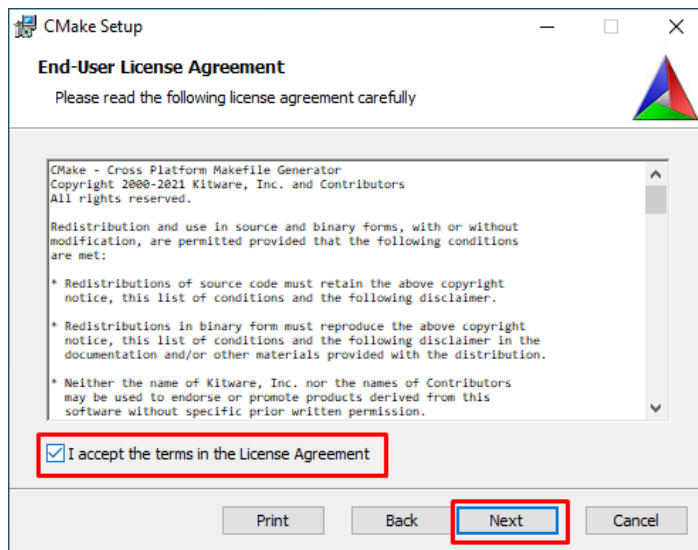 CMake Setup
End-User License Agreement
Please read the following license agreement carefully
CMake - Cross Platform Makefile Generator
Copyright 2000-2021 Kitware, Inc. and Contributors
All rights reserved.
Redistribution and use in source and binary forms, with or without
modification, are permitted provided that the following conditions
are met:
* Redistributions of source code must retain the above copyright
notice, this list of conditions and the following disclaimer.
* Redistributions in binary form must reproduce the above copyright
notice, this list of conditions and the following disclaimer in the
documentation and/or other materials provided with the distribution.
* Neither the name of Kitware, Inc. nor the names of Contributors
may be used to endorse or promote products derived from this
software without specific prior written permission.
I accept the terms in the License Agreement
Print Back Next Cancel